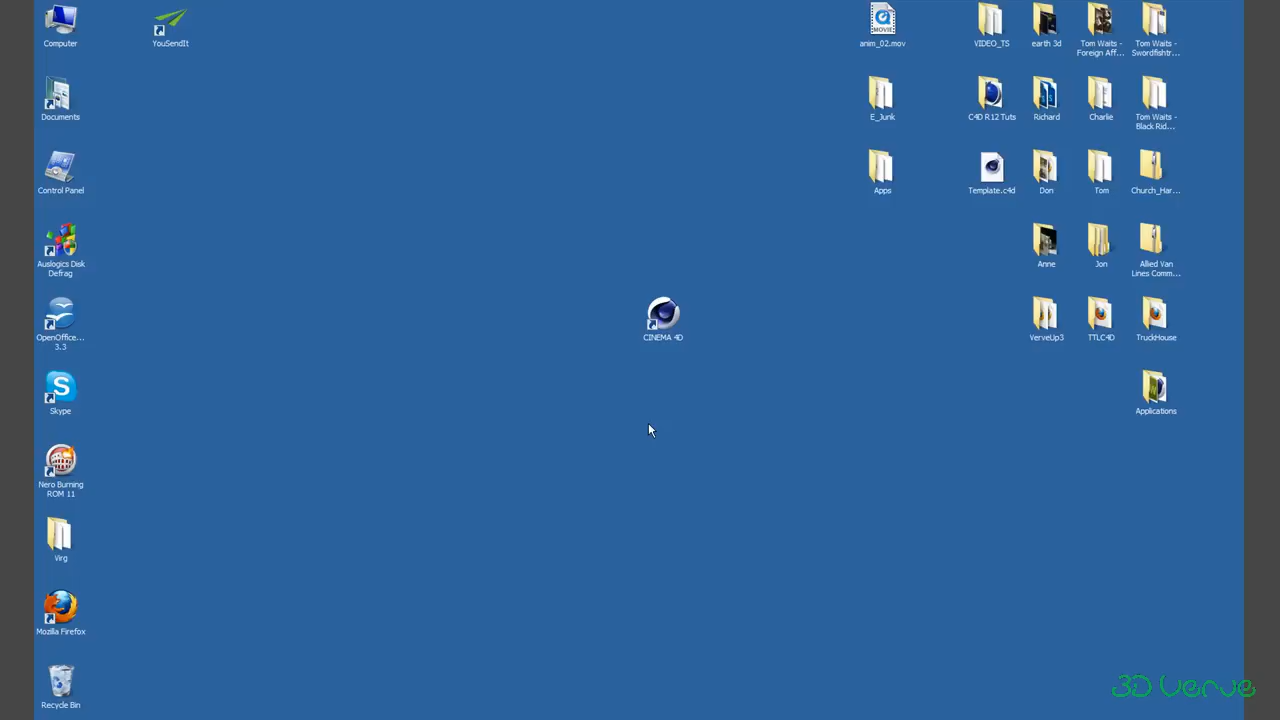 Computer
YouSendIt
anim_02.mov
VIDEO_TS
earth 3d
Tom Waits -
Foreign Aff...
Tom Waits -
Swordfishtr...
Documents
E_Junk
C4D R12 Tuts
Richard
Charlie
Tom Waits -
Black Rid...
Control Panel
Apps
Template.c4d
Don
Tom
Church_Har...
Auslogics Disk
Defrag
Anne
Jon
Allied Van
Lines Comm...
OpenOffice...
3.3
CINEMA 4D
VerveUp3
TTLC4D
TruckHouse
Skype
Applications
Nero Burning
ROM 11
Virg
Mozilla Firefox
Recycle Bin
MOVIE
3D Verve